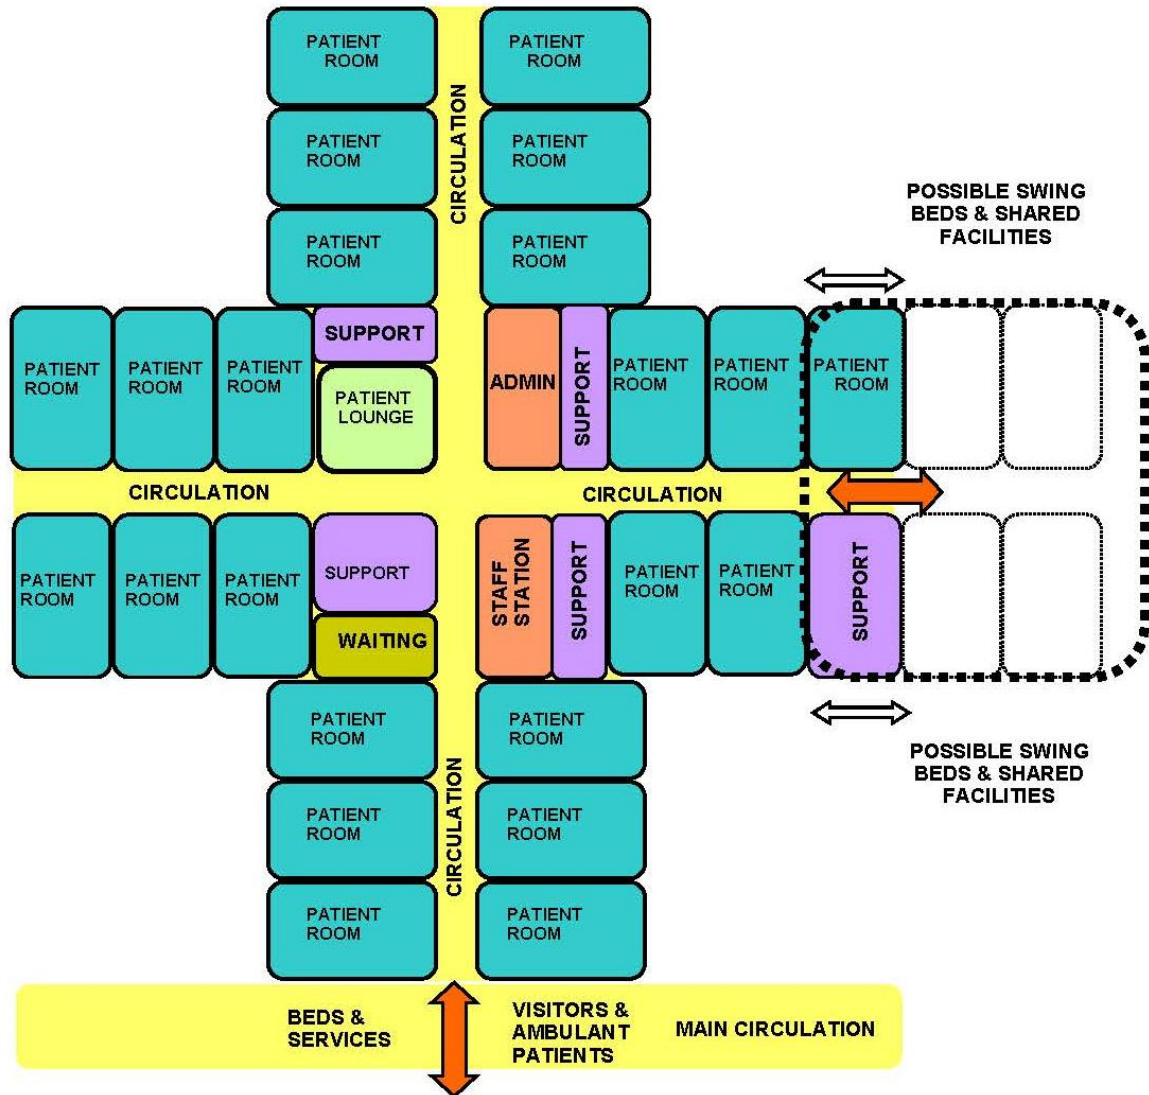 PATIENT
ROOM
PATIENT
ROOM
CIRCULATION
PATIENT
ROOM
PATIENT
ROOM
PATIENT
ROOM
PATIENT
ROOM
POSSIBLE SWING
BEDS & SHARED
FACILITIES
PATIENT
ROOM
PATIENT
ROOM
PATIENT
ROOM
SUPPORT
PATIENT
LOUNGE
ADMIN
SUPPORT
PATIENT
ROOM
PATIENT
ROOM
PATIENT
ROOM
CIRCULATION
CIRCULATION
PATIENT
ROOM
PATIENT
ROOM
PATIENT
ROOM
SUPPORT
WAITING
STAFF
STATION
SUPPORT
PATIENT
ROOM
PATIENT
ROOM
SUPPORT
PATIENT
ROOM
PATIENT
ROOM
POSSIBLE SWING
BEDS & SHARED
FACILITIES
CIRCULATION
PATIENT
ROOM
PATIENT
ROOM
PATIENT
ROOM
PATIENT
ROOM
BEDS &
SERVICES
VISITORS &
AMBULANT
PATIENTS
MAIN CIRCULATION